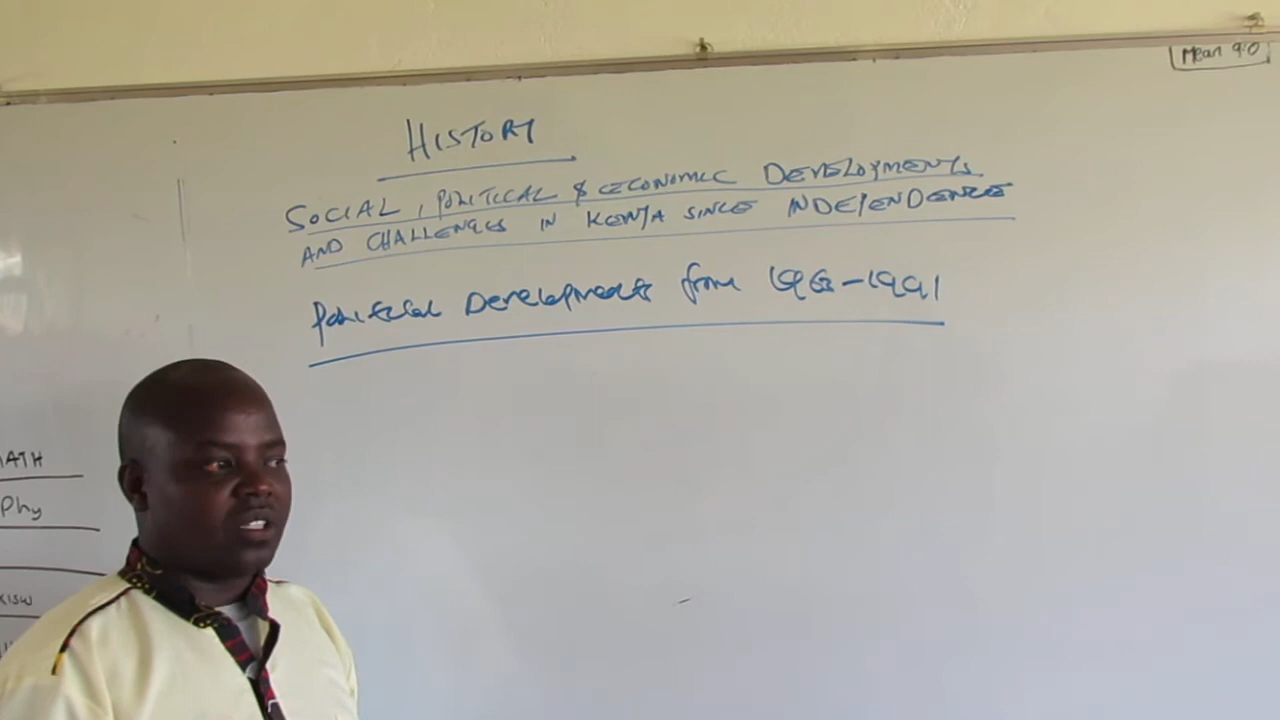 Mean 9.0
HISTORY
SOCIAL, POLITICAL & ECONOMIC DEVELOPMENTS
AND CHALLENGES IN KENYA SINCE INDEPENDENCE
Political Developments from 1963-1991
MATH
Phy
KISW